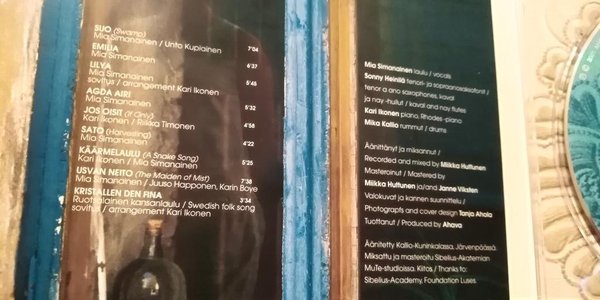 SUO (Swamp)
Mia Simanainen / Unto Kupiainen 7'04
EMILIA
Mia Simanainen 6'37
LILYA
Mia Simanainen 5'45
sovitus / arrangement Kari Ikonen
AGDA AIRI
Mia Simanainen 5'32
JOS OISIT (If Only)
Kari Ikonen / Riikka Timonen 4'58
SATO (Harvesting)
Mia Simanainen 4'22
KÄÄRMELAULU (A Snake Song)
Kari Ikonen / Mia Simanainen 5'25
USVAN NEITO (The Maiden of Mist)
Mia Simanainen / Juuso Happonen, Karin Boye 7'38
KRISTALLEN DEN FINA 3'34
Ruotsalainen kansanlaulu / Swedish folk song
sovitus / arrangement Kari Ikonen
Mia Simanainen laulu / vocals
Sonny Heinilä tenori- ja sopraanosaksofonit /
tenor a ano saxophones, kaval
ja nay -huilut / kaval and nay flutes
Kari Ikonen piano, Rhodes-piano
Mika Kallio rummut / drums
Äänittänyt ja miksannut /
Recorded and mixed by Miikka Huttunen
Masteroinut / Mastered by
Miikka Huttunen ja/and Janne Viksten
Valokuvat ja kannen suunnittelu /
Photographs and cover design Tanja Ahola
Tuottanut / Produced by Ahava
Äänitetty Kallio-Kuninkalassa, Järvenpäässä.
Miksattu ja masteroitu Sibelius-Akatemian
MuTe-studioissa. Kiitos / Thanks to:
Sibelius-Academy, Foundation Luses.